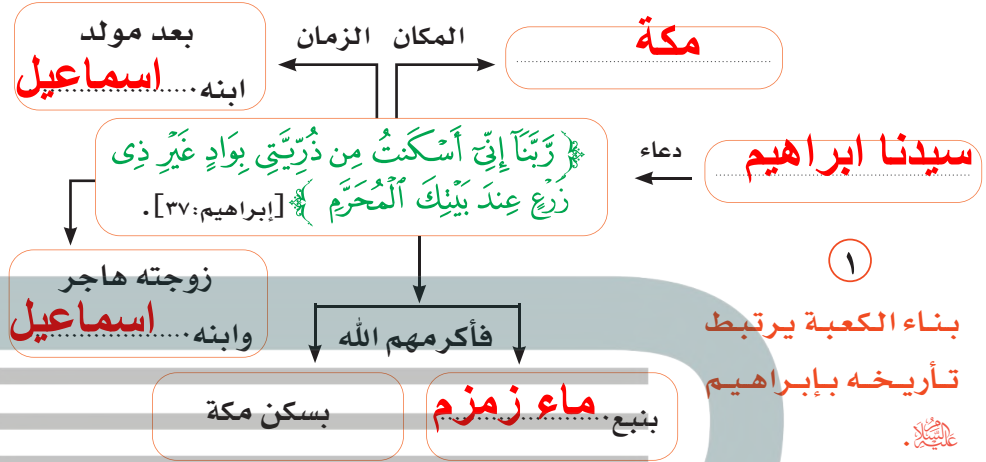 مكة
المكان
الزمان
بعد مولد
ابنه ........ اسماعيل
سيدنا ابراهيم
دعاء
﴿ رَّبَّنَآ إِنِّىٓ أَسْكَنتُ مِن ذُرِّيَّتِى بِوَادٍ غَيْرِ ذِى
زَرْعٍ عِندَ بَيْتِكَ ٱلْمُحَرَّمِ ﴾ [إبراهيم:٣٧].
زوجته هاجر
وابنه ........ اسماعيل
١
بناء الكعبة يرتبط
تأريخه بإبراهيم
عليه السلام.
فأكرمهم الله
بنبع ماء زمزم
بسكن مكة